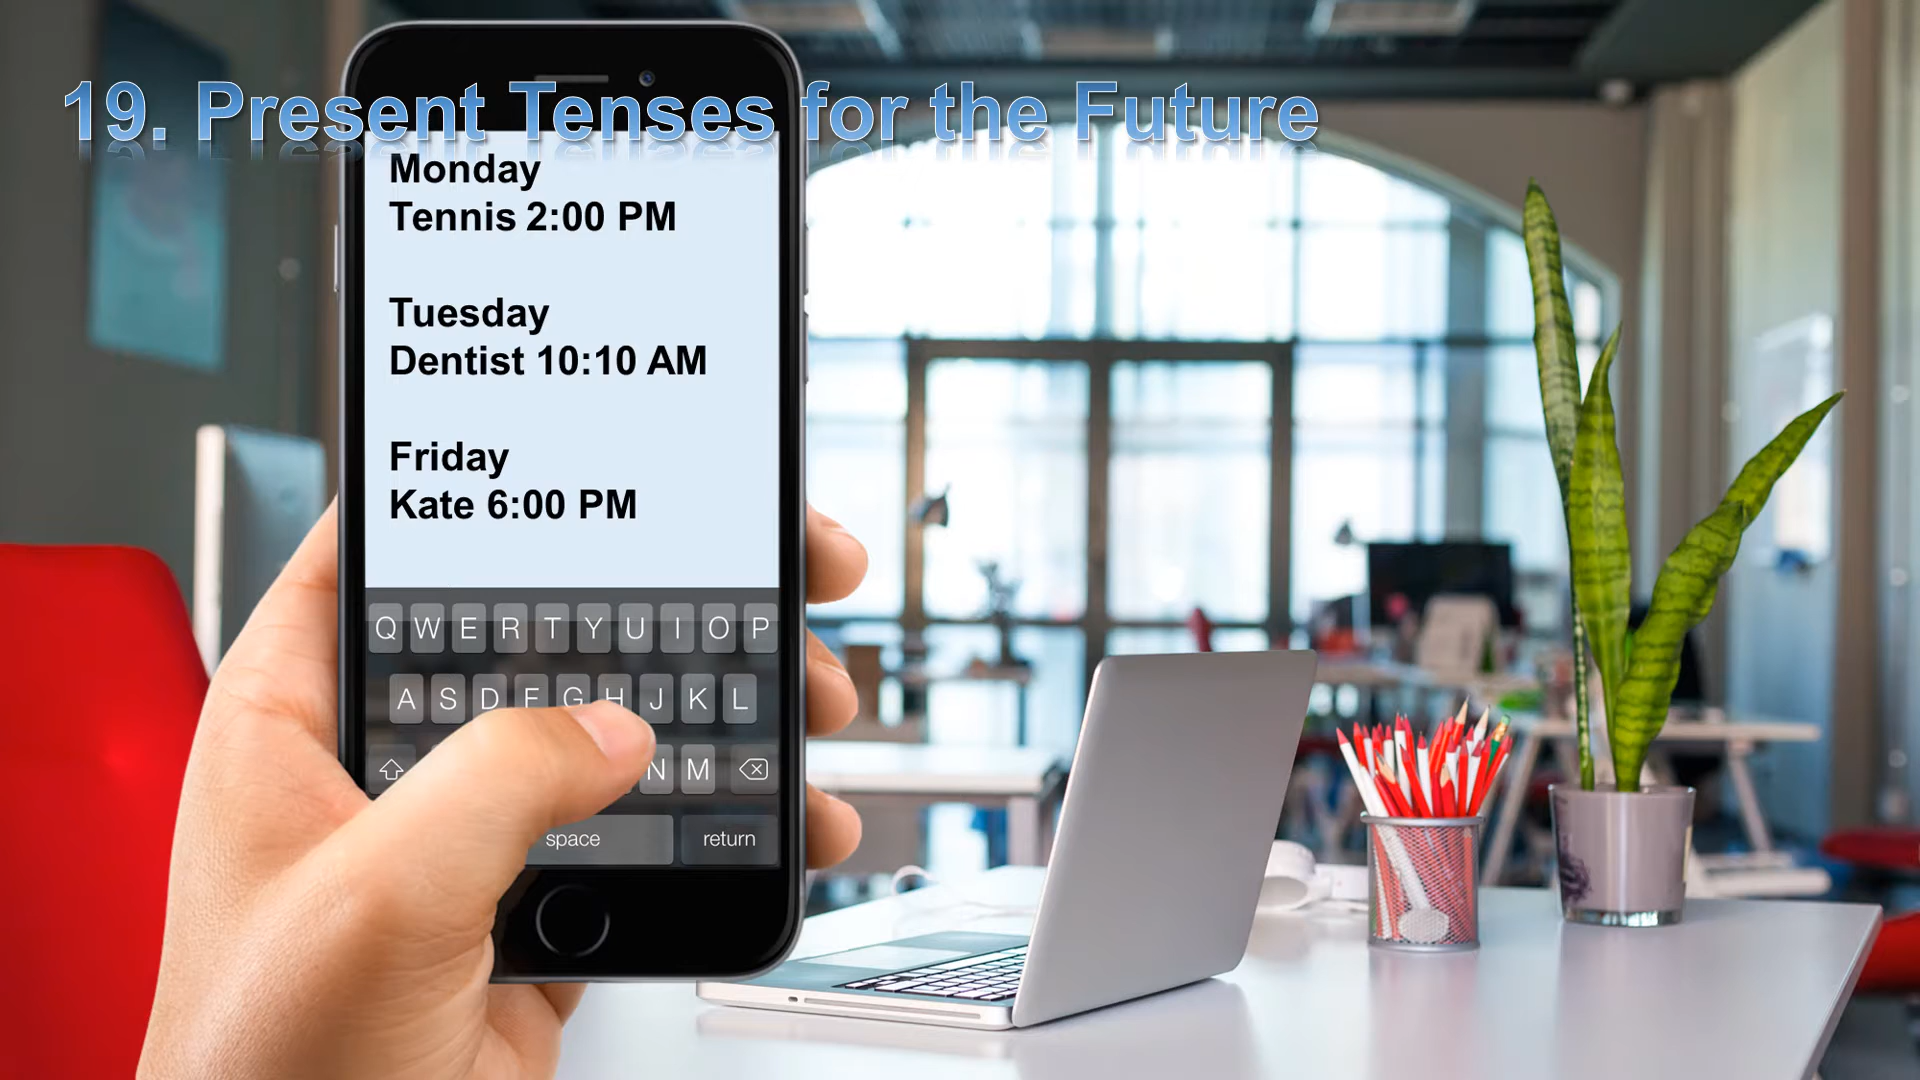 19. Present Tenses for the Future
Monday
Tennis 2:00 PM
Tuesday
Dentist 10:10 AM
Friday
Kate 6:00 PM
Q W E R T Y U I O P
A S D F G H J K L
N M
space return